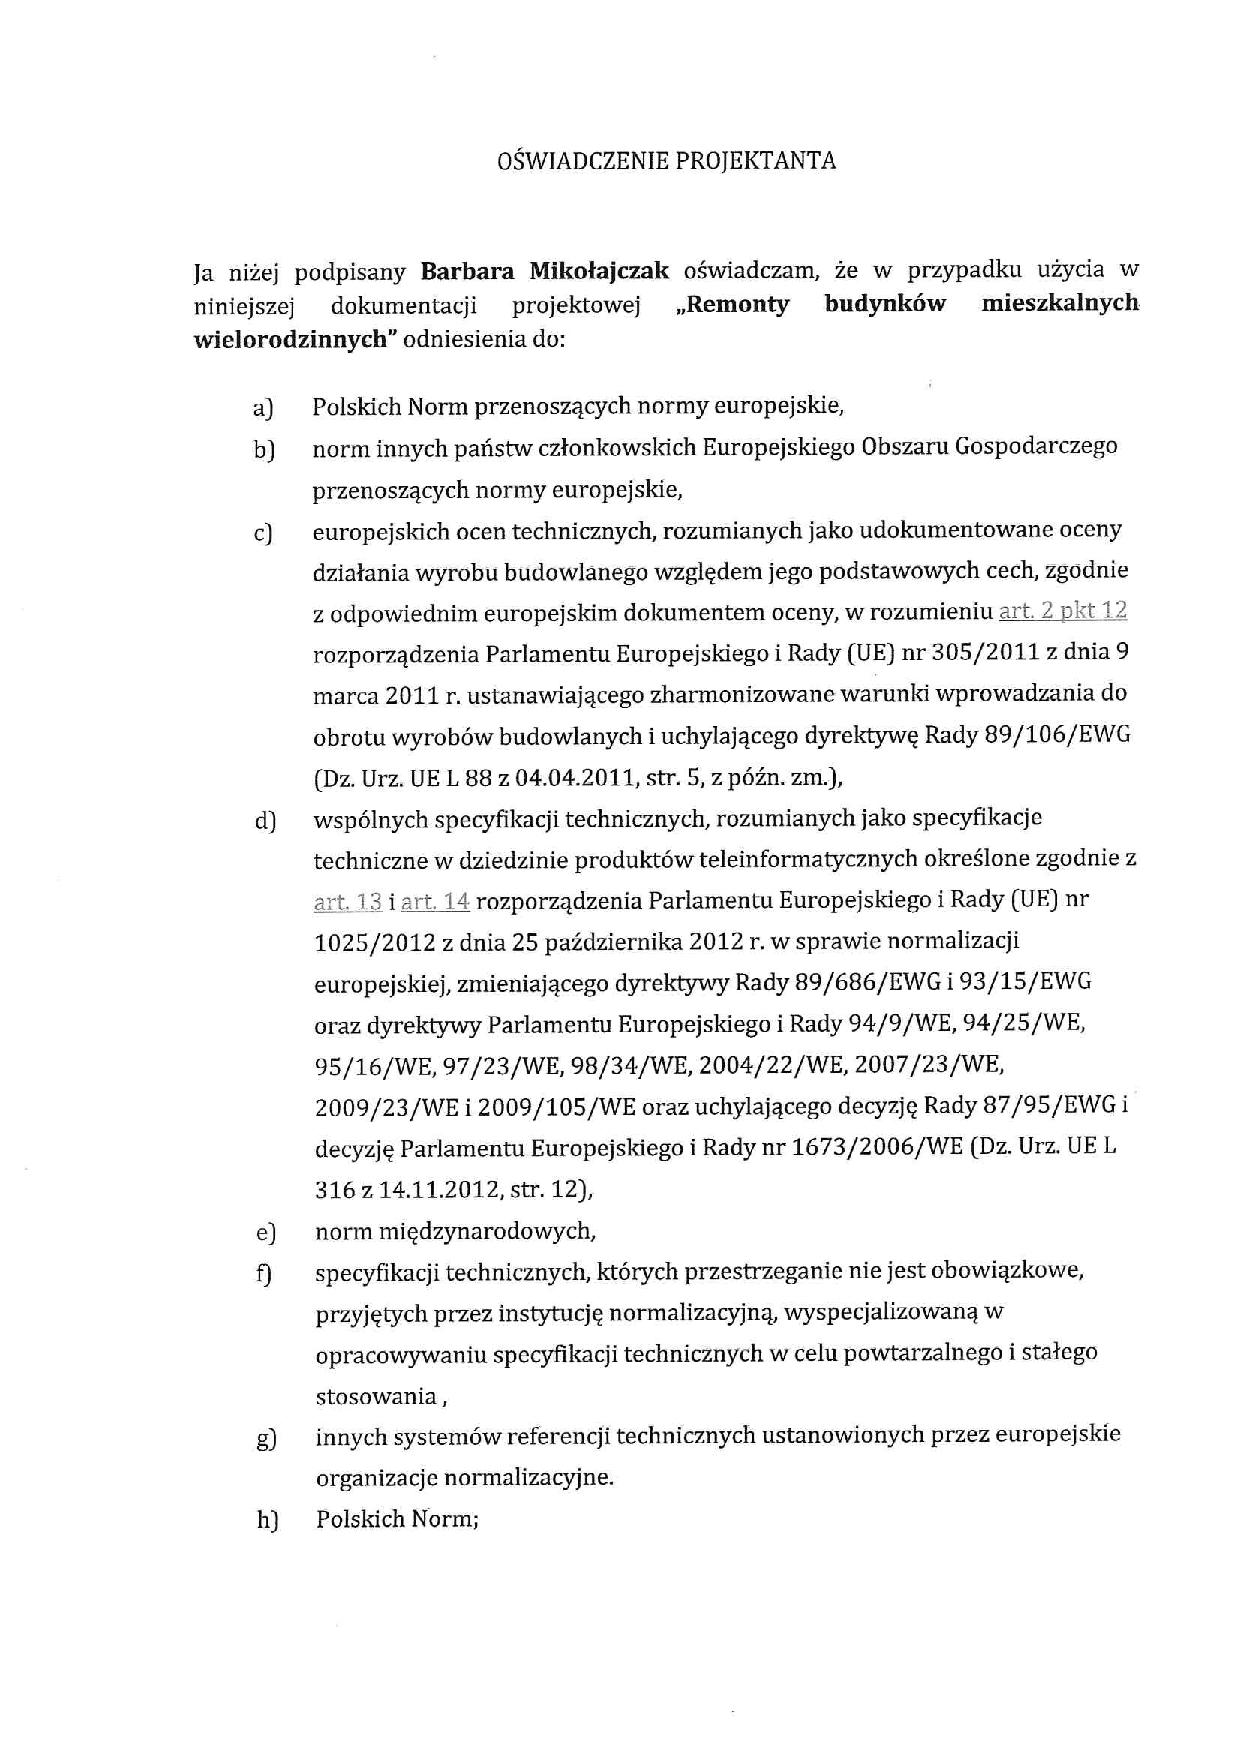 OŚWIADCZENIE PROJEKTANTA
Ja niżej podpisany Barbara Mikołajczak oświadczam, że w przypadku użycia w
niniejszej dokumentacji projektowej „Remonty budynków mieszkalnych
wielorodzinnych" odniesienia do:
a) Polskich Norm przenoszących normy europejskie,
b) norm innych państw członkowskich Europejskiego Obszaru Gospodarczego
przenoszących normy europejskie,
c) europejskich ocen technicznych, rozumianych jako udokumentowane oceny
działania wyrobu budowlanego względem jego podstawowych cech, zgodnie
z odpowiednim europejskim dokumentem oceny, w rozumieniu art. 2 pkt 12
rozporządzenia Parlamentu Europejskiego i Rady (UE) nr 305/2011 z dnia 9
marca 2011 r. ustanawiającego zharmonizowane warunki wprowadzania do
obrotu wyrobów budowlanych i uchylającego dyrektywę Rady 89/106/EWG
(Dz. Urz. UE L 88 z 04.04.2011, str. 5, z późn. zm.),
d) wspólnych specyfikacji technicznych, rozumianych jako specyfikacje
techniczne w dziedzinie produktów teleinformatycznych określone zgodnie z
art. 13 i art. 14 rozporządzenia Parlamentu Europejskiego i Rady (UE) nr
1025/2012 z dnia 25 października 2012 r. w sprawie normalizacji
europejskiej, zmieniającego dyrektywy Rady 89/686/EWG i 93/15/EWG
oraz dyrektywy Parlamentu Europejskiego i Rady 94/9/WE, 94/25/WE,
95/16/WE, 97/23/WE, 98/34/WE, 2004/22/WE, 2007/23/WE,
2009/23/WE i 2009/105/WE oraz uchylającego decyzję Rady 87/95/EWG i
decyzję Parlamentu Europejskiego i Rady nr 1673/2006/WE (Dz. Urz. UE L
316 z 14.11.2012, str. 12),
e) norm międzynarodowych,
f) specyfikacji technicznych, których przestrzeganie nie jest obowiązkowe,
przyjętych przez instytucję normalizacyjną, wyspecjalizowaną w
opracowywaniu specyfikacji technicznych w celu powtarzalnego i stałego
stosowania ,
g) innych systemów referencji technicznych ustanowionych przez europejskie
organizacje normalizacyjne.
h) Polskich Norm;